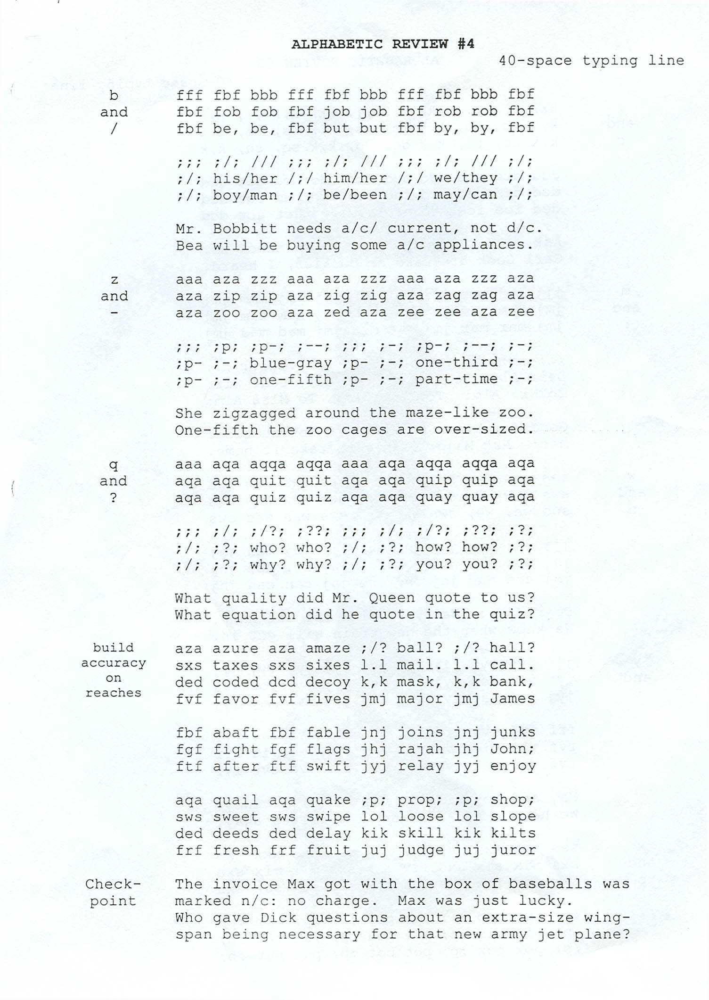 ALPHABETIC REVIEW #4
40-space typing line
b fff fbf bbb fff fbf bbb fff fbf bbb fbf
and fbf fob fob fbf job job fbf rob rob fbf
/ fbf be, be, fbf but but fbf by, by, fbf
;;; ;/; /// ;;; ;/; /// ;;; ;/; /// ;/;
;/; his/her /;/ him/her /;/ we/they ;/;
;/; boy/man ;/; be/been ;/; may/can ;/;
Mr. Bobbitt needs a/c/ current, not d/c.
Bea will be buying some a/c appliances.
z aaa aza zzz aaa aza zzz aaa aza zzz aza
and aza zip zip aza zig zig aza zag zag aza
- aza zoo zoo aza zed aza zee zee aza zee
;;; ;p; ;p-; ;--; ;;; ;-; ;p-; ;--; ;-;
;p- ;-; blue-gray ;p- ;-; one-third ;-;
;p- ;-; one-fifth ;p- ;-; part-time ;-;
She zigzagged around the maze-like zoo.
One-fifth the zoo cages are over-sized.
q aaa aqa aqqa aqqa aaa aqa aqqa aqqa aqa
and aqa aqa quit quit aqa aqa quip quip aqa
? aqa aqa quiz quiz aqa aqa quay quay aqa
;;; ;/; ;/?; ;??; ;;; ;/; ;/?; ;??; ;?;
;/; ;?; who? who? ;/; ;?; how? how? ;?;
;/; ;?; why? why? ;/; ;?; you? you? ;?;
What quality did Mr. Queen quote to us?
What equation did he quote in the quiz?
build aza azure aza amaze ;/? ball? ;/? hall?
accuracy sxs taxes sxs sixes l.l mail. l.l call.
on ded coded dcd decoy k,k mask, k,k bank,
reaches fvf favor fvf fives jmj major jmj James
fbf abaft fbf fable jnj joins jnj junks
fgf fight fgf flags jhj rajah jhj John;
ftf after ftf swift jyj relay jyj enjoy
aqa quail aqa quake ;p; prop; ;p; shop;
sws sweet sws swipe lol loose lol slope
ded deeds ded delay kik skill kik kilts
frf fresh frf fruit juj judge juj juror
Check- The invoice Max got with the box of baseballs was
point marked n/c: no charge.  Max was just lucky.
Who gave Dick questions about an extra-size wing-
span being necessary for that new army jet plane?